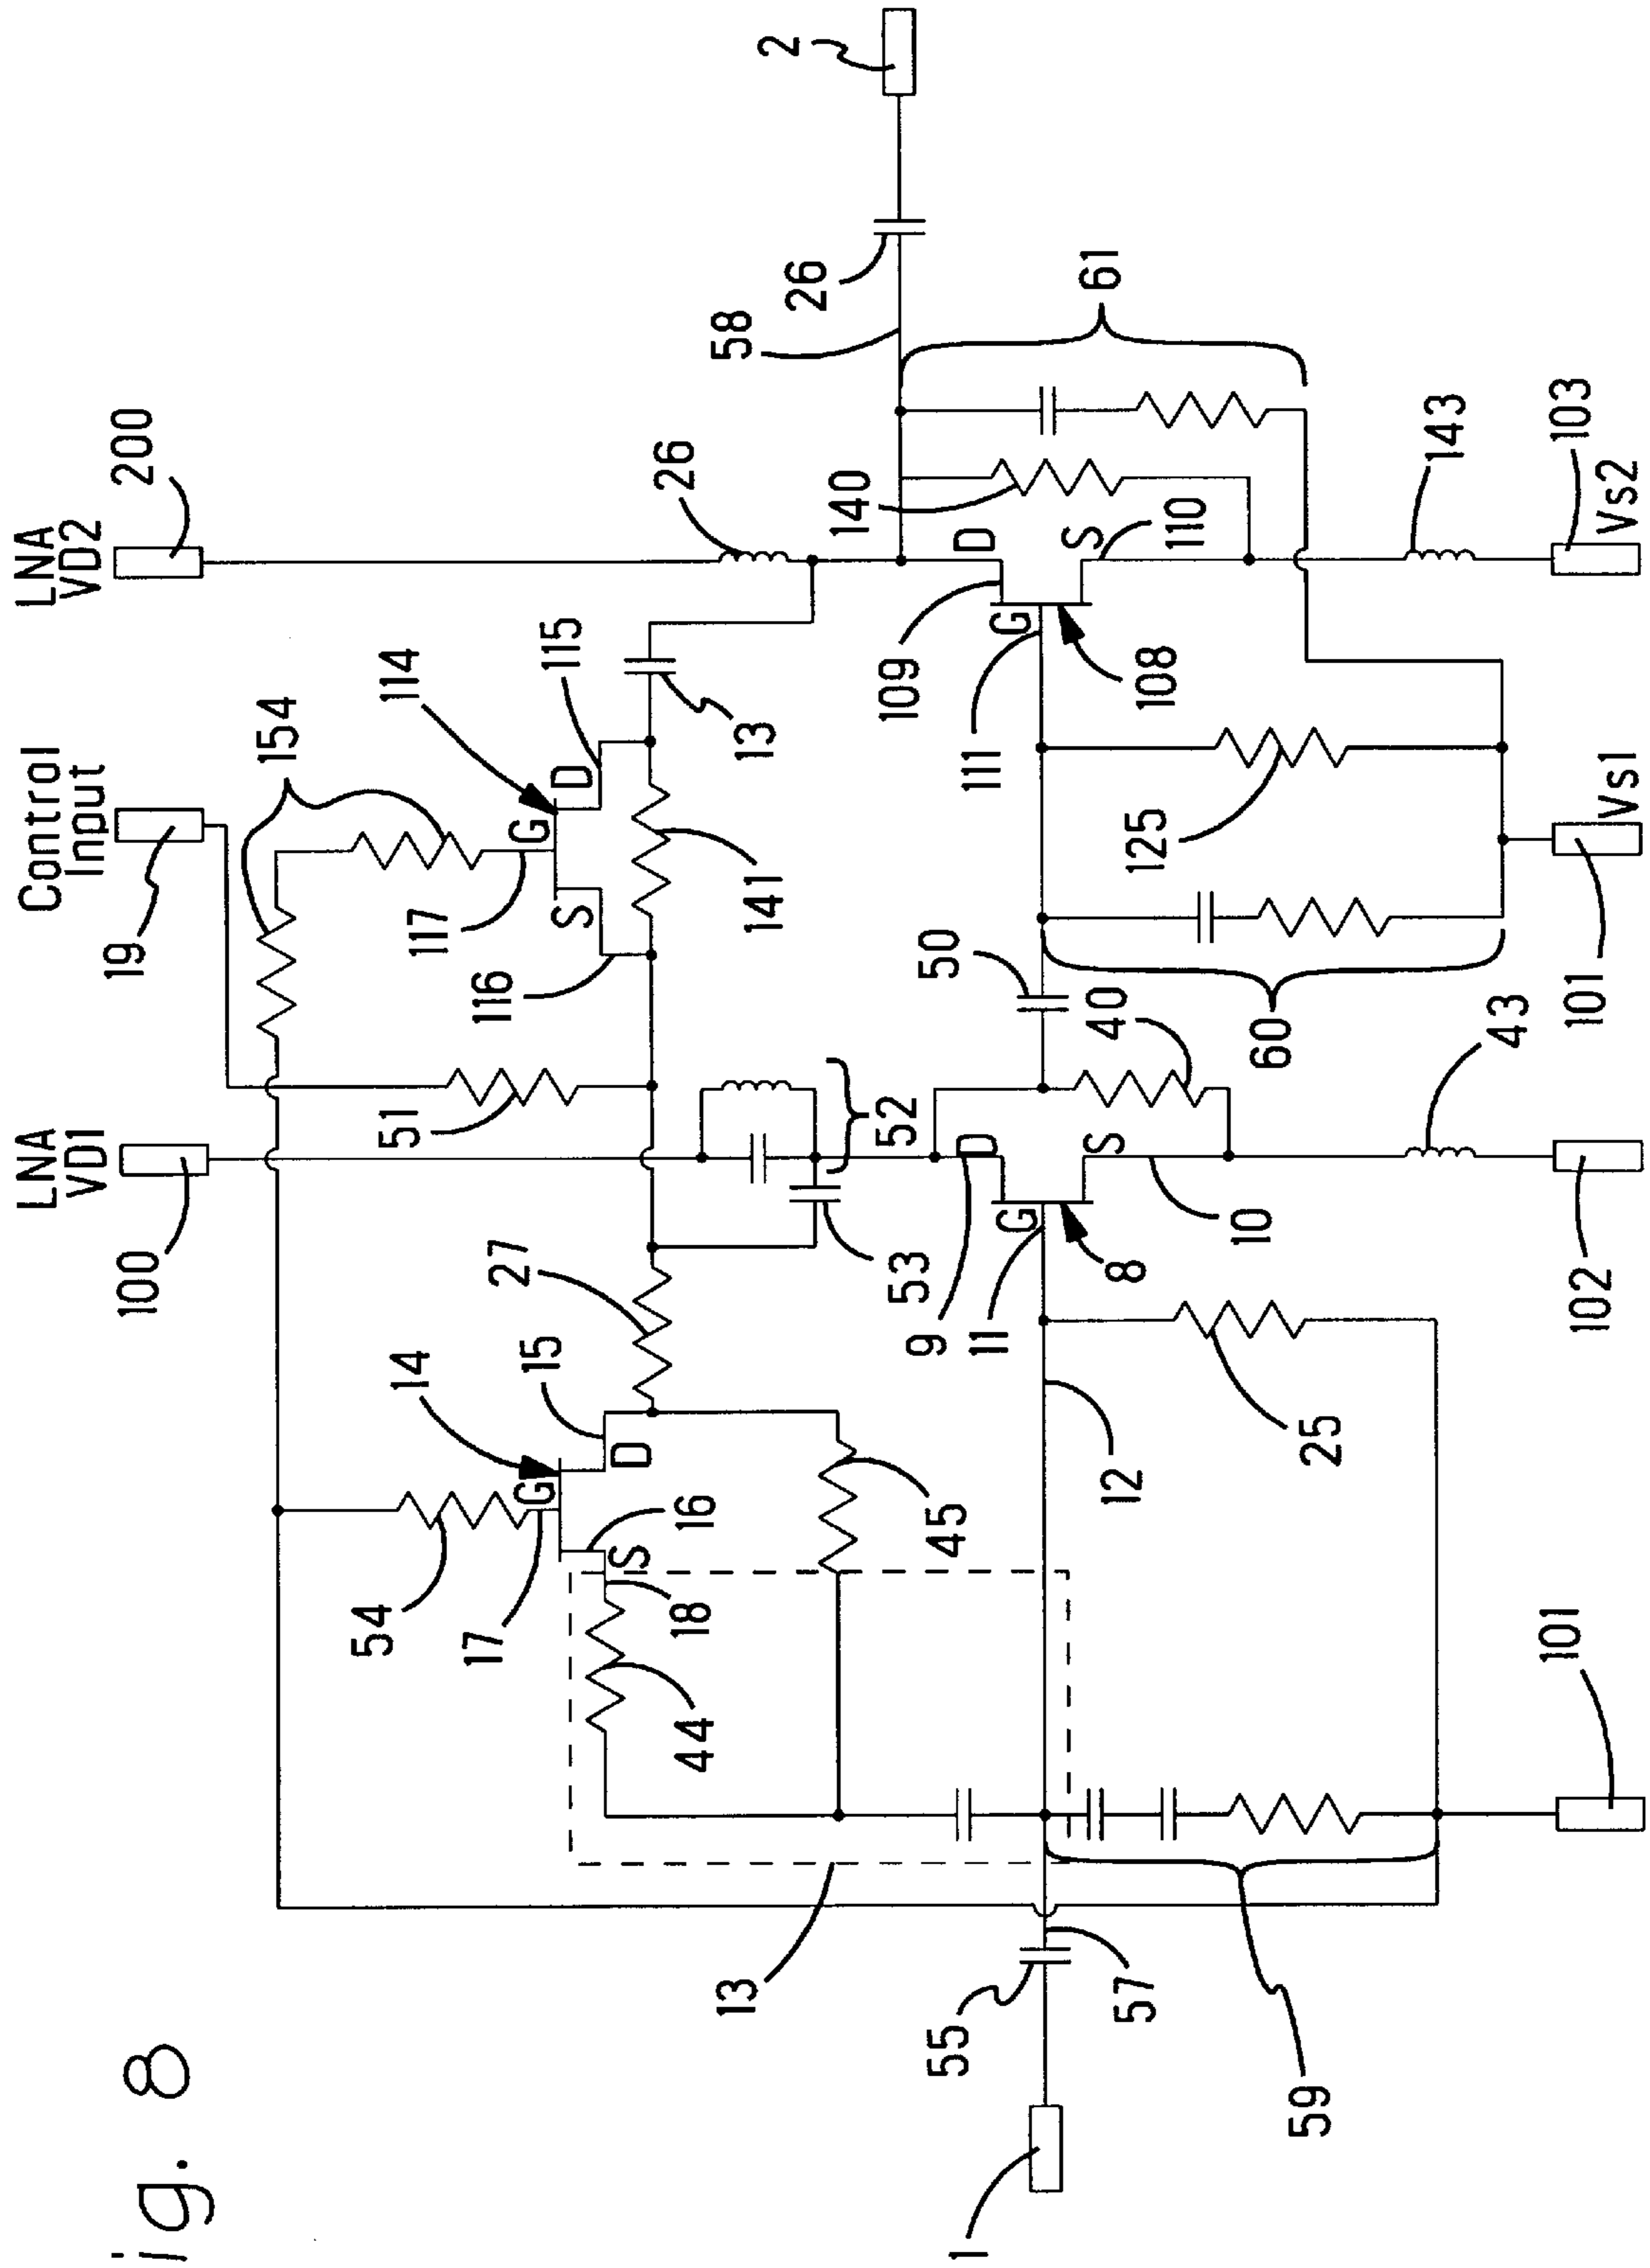 LNA
VD2
200
Control
Input
19
LNA
VD1
100
154
26
2
114
115
G
D
S
117
116
13
141
51
58
26
61
14
15
27
G
D
S
54
17
16
18
44
45
52
53
50
140
D
S
G
109
110
111
108
9
11
D
S
G
8
10
40
60
125
143
43
12
25
13
55
57
59
1
101
102
101
Vs1
103
Vs2
ig. 8